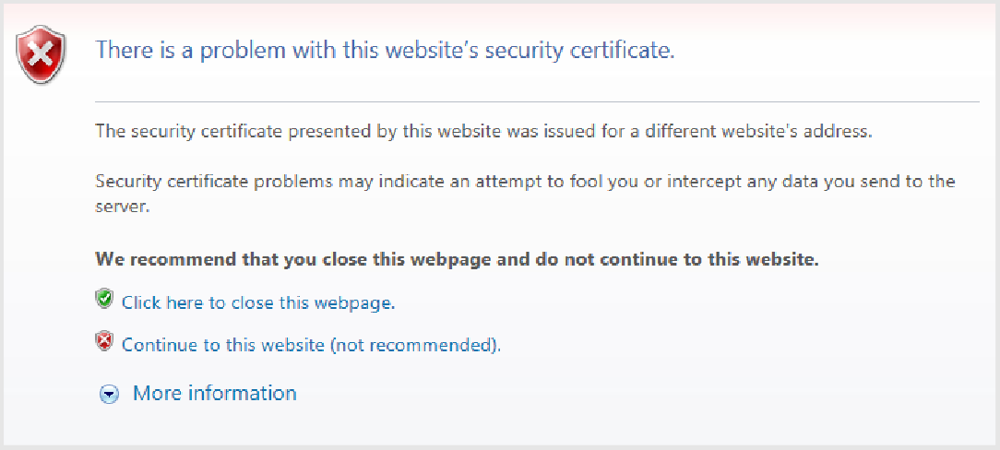 There is a problem with this website’s security certificate.
The security certificate presented by this website was issued for a different website's address.
Security certificate problems may indicate an attempt to fool you or intercept any data you send to the
server.
We recommend that you close this webpage and do not continue to this website.
Click here to close this webpage.
Continue to this website (not recommended).
More information